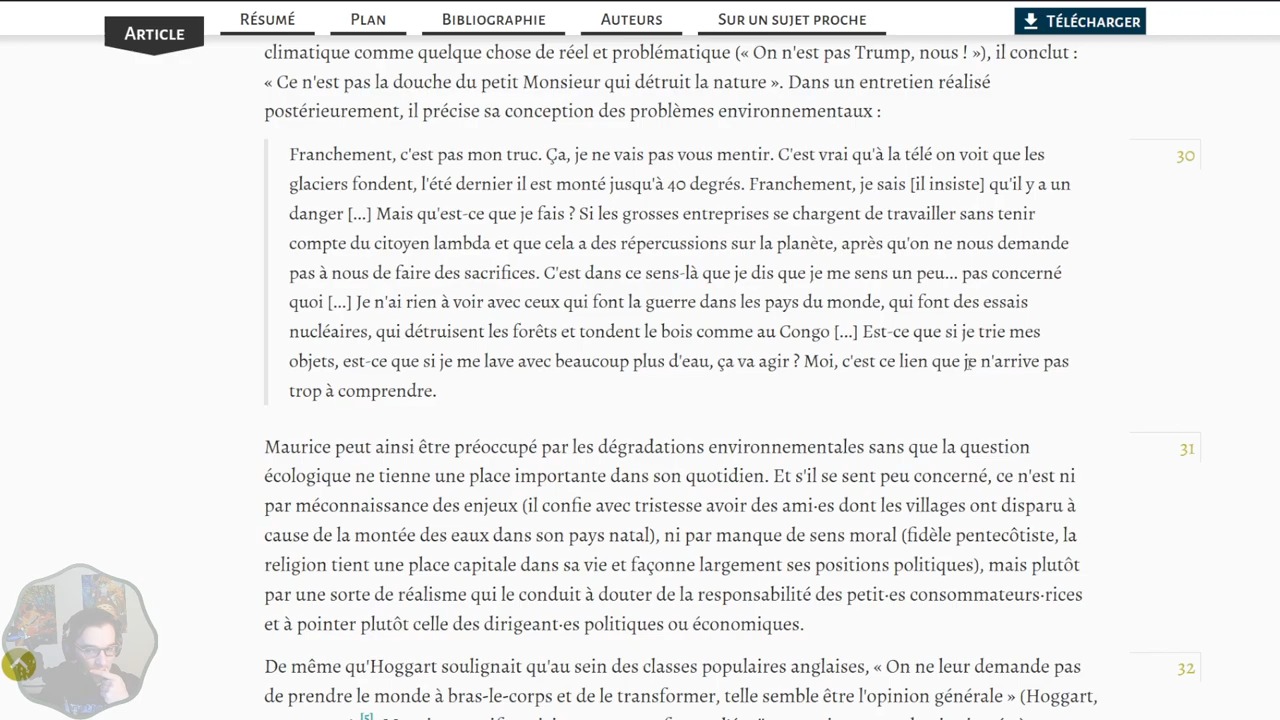 ARTICLE
RÉSUMÉ
PLAN
BIBLIOGRAPHIE
AUTEURS
SUR UN SUJET PROCHE
TÉLÉCHARGER
climatique comme quelque chose de réel et problématique (« On n'est pas Trump, nous ! »), il conclut :
« Ce n'est pas la douche du petit Monsieur qui détruit la nature ». Dans un entretien réalisé
postérieurement, il précise sa conception des problèmes environnementaux :
Franchement, c'est pas mon truc. Ça, je ne vais pas vous mentir. C'est vrai qu'à la télé on voit que les
30
glaciers fondent, l'été dernier il est monté jusqu'à 40 degrés. Franchement, je sais [il insiste] qu'il y a un
danger [...] Mais qu'est-ce que je fais ? Si les grosses entreprises se chargent de travailler sans tenir
compte du citoyen lambda et que cela a des répercussions sur la planète, après qu'on ne nous demande
pas à nous de faire des sacrifices. C'est dans ce sens-là que je dis que je me sens un peu... pas concerné
quoi [...] Je n'ai rien à voir avec ceux qui font la guerre dans les pays du monde, qui font des essais
nucléaires, qui détruisent les forêts et tondent le bois comme au Congo [...] Est-ce que si je trie mes
objets, est-ce que si je me lave avec beaucoup plus d'eau, ça va agir ? Moi, c'est ce lien que je n'arrive pas
trop à comprendre.
Maurice peut ainsi être préoccupé par les dégradations environnementales sans que la question
31
écologique ne tienne une place importante dans son quotidien. Et s'il se sent peu concerné, ce n'est ni
par méconnaissance des enjeux (il confie avec tristesse avoir des ami·es dont les villages ont disparu à
cause de la montée des eaux dans son pays natal), ni par manque de sens moral (fidèle pentecôtiste, la
religion tient une place capitale dans sa vie et façonne largement ses positions politiques), mais plutôt
par une sorte de réalisme qui le conduit à douter de la responsabilité des petit·es consommateurs·rices
et à pointer plutôt celle des dirigeant·es politiques ou économiques.
De même qu'Hoggart soulignait qu'au sein des classes populaires anglaises, « On ne leur demande pas
32
de prendre le monde à bras-le-corps et de le transformer, telle semble être l'opinion générale » (Hoggart,
[5]